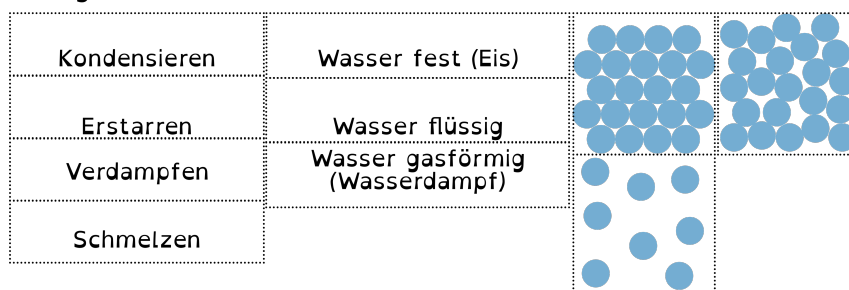 Kondensieren
Erstarren
Verdampfen
Schmelzen
Wasser fest (Eis)
Wasser flüssig
Wasser gasförmig
(Wasserdampf)